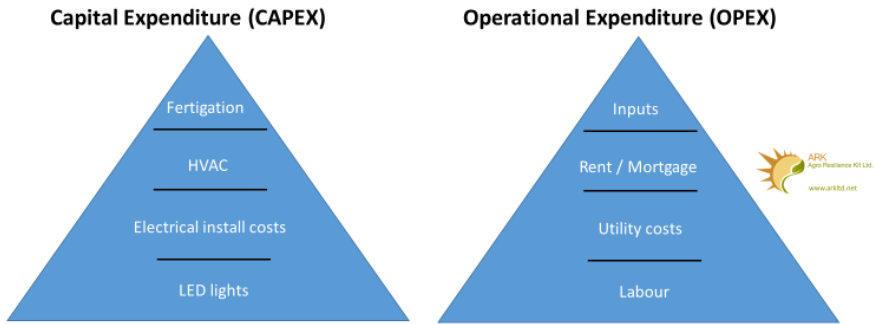 Capital Expenditure (CAPEX)
Fertigation
HVAC
Electrical install costs
LED lights
Operational Expenditure (OPEX)
Inputs
Rent / Mortgage
Utility costs
Labour
ARK
Agro Resilience Kit Ltd.
www.arkltd.net